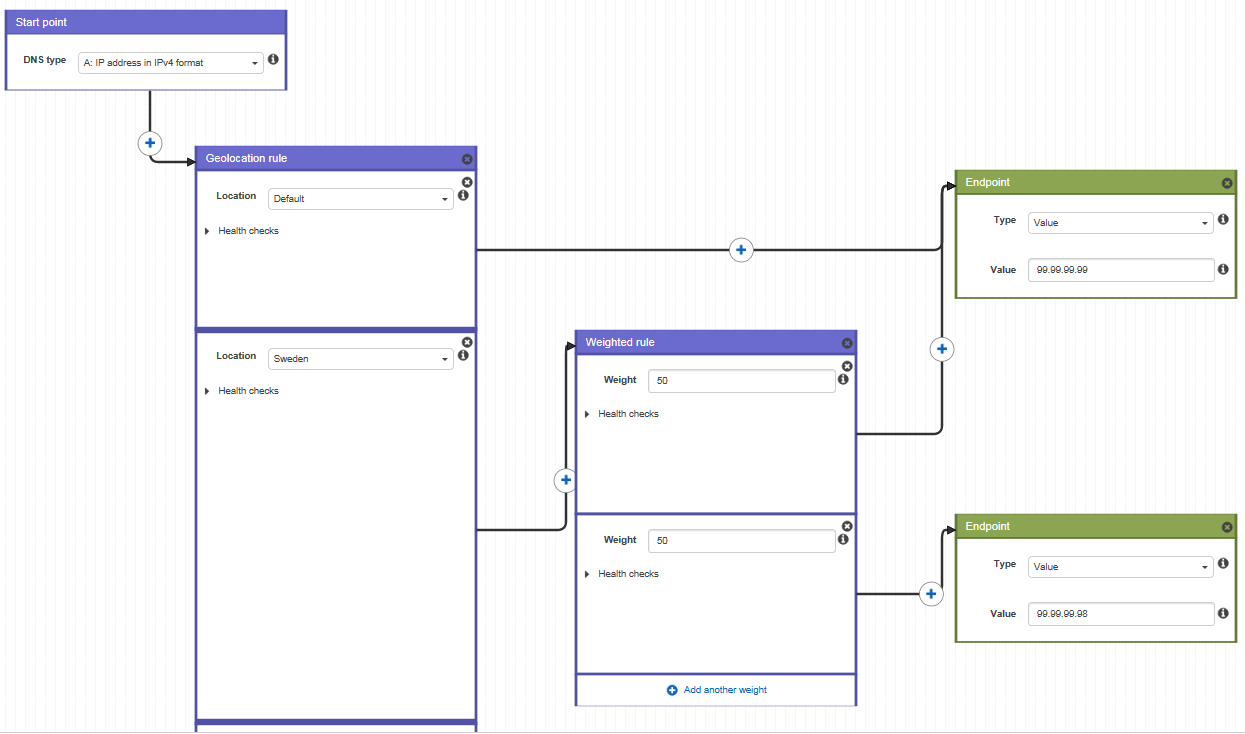 Start point
DNS type A: IP address in IPv4 format
Geolocation rule
Location Default
Health checks
Location Sweden
Health checks
Weighted rule
Weight 50
Health checks
Weight 50
Health checks
Add another weight
Endpoint
Type Value
Value 99.99.99.99
Endpoint
Type Value
Value 99.99.99.98